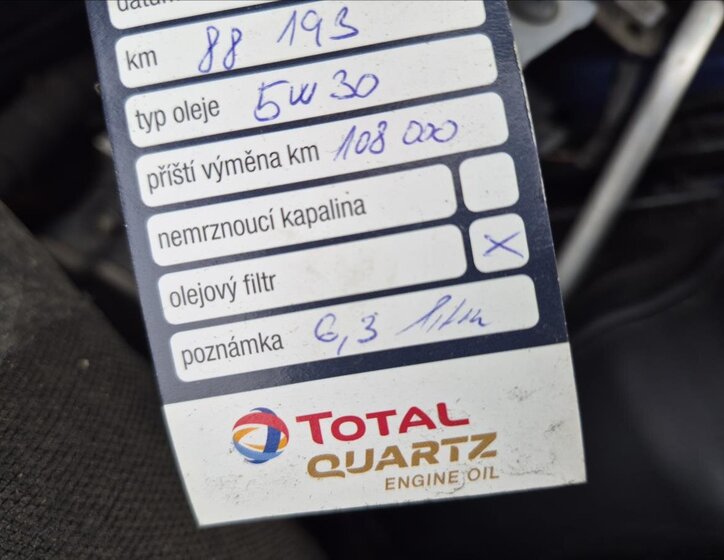 datum
km 88 193
typ oleje 5W30
příští výměna km 108 000
nemrznoucí kapalina
olejový filtr X
poznámka 6,3 litru
TOTAL
QUARTZ
ENGINE OIL